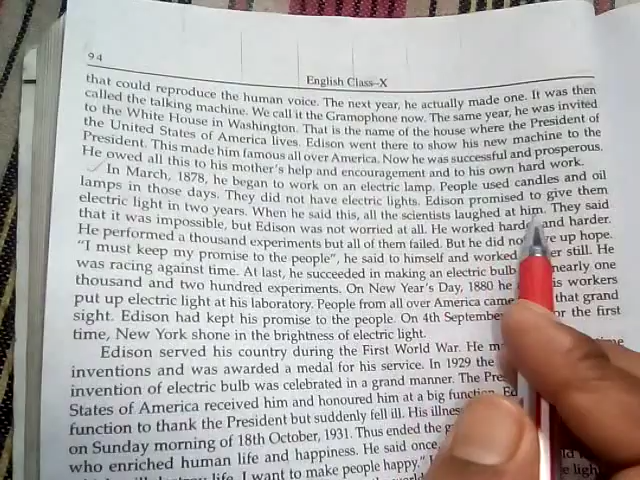 94
English Class–X
that could reproduce the human voice. The next year, he actually made one. It was then
called the talking machine. We call it the Gramophone now. The same year, he was invited
to the White House in Washington. That is the name of the house where the President of
the United States of America lives. Edison went there to show his new machine to the
President. This made him famous all over America. Now he was successful and prosperous.
He owed all this to his mother's help and encouragement and to his own hard work.
In March, 1878, he began to work on an electric lamp. People used candles and oil
lamps in those days. They did not have electric lights. Edison promised to give them
electric light in two years. When he said this, all the scientists laughed at him. They said
that it was impossible, but Edison was not worried at all. He worked harder and harder.
He performed a thousand experiments but all of them failed. But he did not up hope.
"I must keep my promise to the people", he said to himself and worked still. He
was racing against time. At last, he succeeded in making an electric bulb nearly one
thousand and two hundred experiments. On New Year's Day, 1880 he workers
put up electric light at his laboratory. People from all over America came that grand
sight. Edison had kept his promise to the people. On 4th September the first
time, New York shone in the brightness of electric light.
Edison served his country during the First World War. He
inventions and was awarded a medal for his service. In 1929 the
invention of electric bulb was celebrated in a grand manner. The
States of America received him and honoured him at a big function.
function to thank the President but suddenly fell ill. His
on Sunday morning of 18th October, 1931. Thus ended the
who enriched human life and happiness. He said once,
life. I want to make people happy."